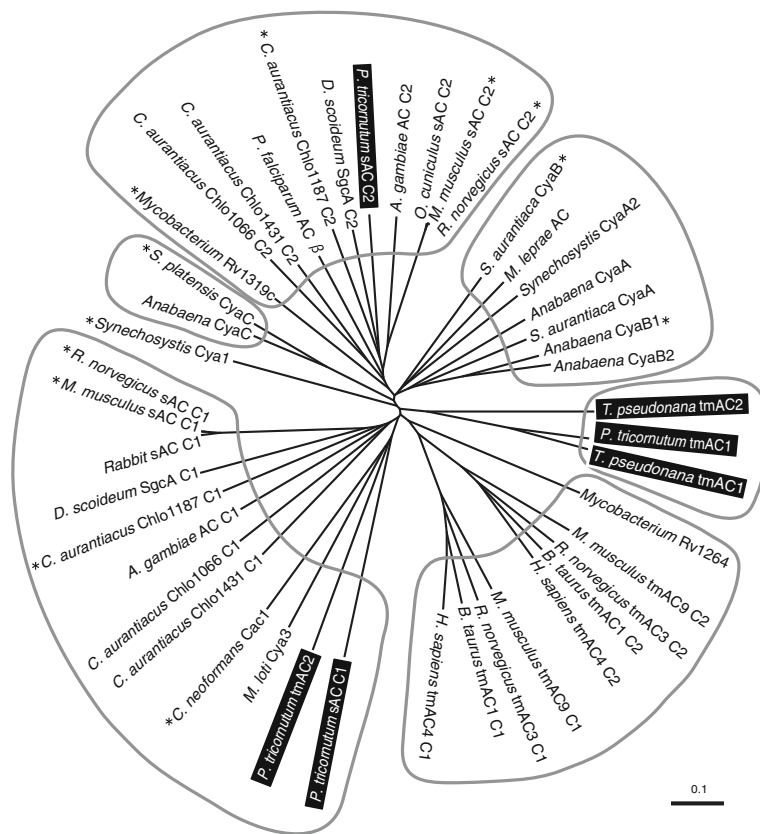 * C. aurantiacus Chlo1187 C2
D. scoideum SgcA C2
P. tricornutum sAC C2
A. gambiae AC C2
O. cuniculus sAC C2
M. musculus sAC C2 *
R. norvegicus sAC C2 *
C. aurantiacus Chlo1431 C2
P. falciparum AC β
C. aurantiacus Chlo1066 C2
*Mycobacterium Rv1319c
*S. platensis CyaC
Anabaena CyaC
*Synechocystis Cya1
S. aurantiaca CyaB*
M. leprae AC
Synechocystis CyaA2
Anabaena CyaA
S. aurantiaca CyaA
Anabaena CyaB1*
Anabaena CyaB2
T. pseudonana tmAC2
P. tricornutum tmAC1
T. pseudonana tmAC1
Mycobacterium Rv1264
M. musculus tmAC9 C2
R. norvegicus tmAC3 C2
B. taurus tmAC1 C2
H. sapiens tmAC4 C2
M. musculus tmAC9 C1
R. norvegicus tmAC3 C1
B. taurus tmAC1 C1
H. sapiens tmAC4 C1
*R. norvegicus sAC C1
*M. musculus sAC C1
Rabbit sAC C1
D. scoideum SgcA C1
*C. aurantiacus Chlo1187 C1
A. gambiae AC C1
C. aurantiacus Chlo1066 C1
C. aurantiacus Chlo1431 C1
*C. neoformans Cac1
M. loti Cya3
P. tricornutum tmAC2
P. tricornutum sAC C1
0.1